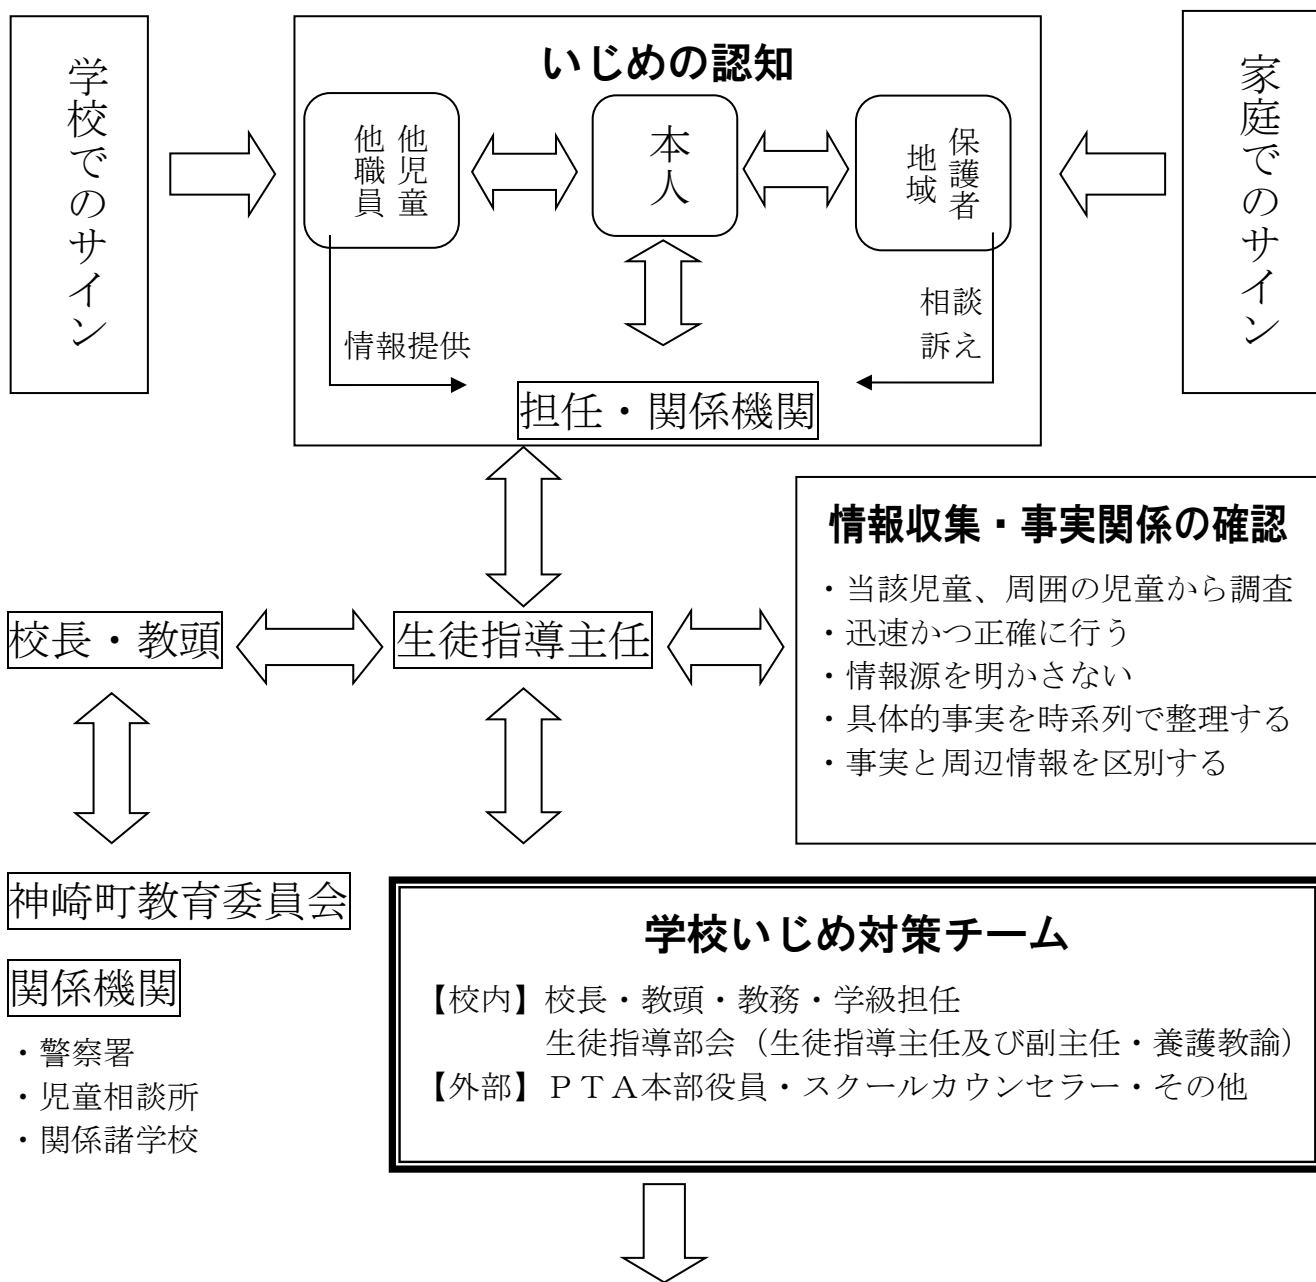 学校でのサイン
いじめの認知
家庭でのサイン
他児童
他職員
本人
保護者
地域
情報提供
相談
訴え
担任・関係機関
情報収集・事実関係の確認
・当該児童、周囲の児童から調査
・迅速かつ正確に行う
・情報源を明かさない
・具体的事実を時系列で整理する
・事実と周辺情報を区別する
校長・教頭
生徒指導主任
神崎町教育委員会
関係機関
・警察署
・児童相談所
・関係諸学校
学校いじめ対策チーム
【校内】校長・教頭・教務・学級担任
生徒指導部会（生徒指導主任及び副主任・養護教諭）
【外部】ＰＴＡ本部役員・スクールカウンセラー・その他